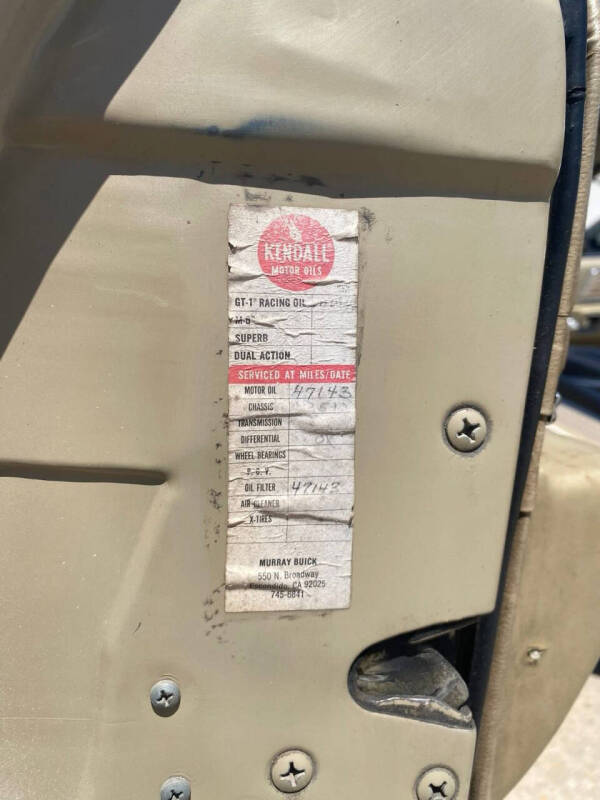 KENDALL
MOTOR OILS
GT-1® RACING OIL
SUPERB
DUAL ACTION
SERVICED AT MILES/DATE
MOTOR OIL 47143
CHASSIS
TRANSMISSION
DIFFERENTIAL OK
WHEEL BEARINGS
P. C. V.
OIL FILTER 47143
AIR CLEANER
X-TIRES
MURRAY BUICK
550 N. Broadway
Escondido, CA 92025
745-6841